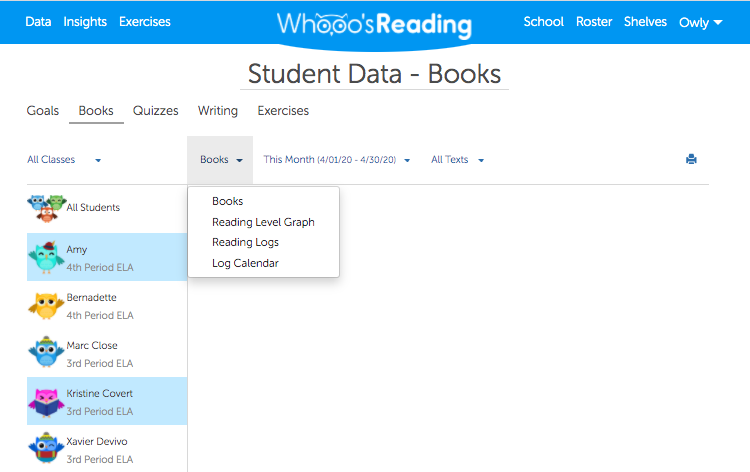 Data Insights Exercises Whooo'sReading School Roster Shelves Owly
Student Data - Books
Goals Books Quizzes Writing Exercises
All Classes Books This Month (4/01/20 - 4/30/20) All Texts
Books
Reading Level Graph
Reading Logs
Log Calendar
All Students
Amy
4th Period ELA
Bernadette
4th Period ELA
Marc Close
3rd Period ELA
Kristine Covert
3rd Period ELA
Xavier Devivo
3rd Period ELA